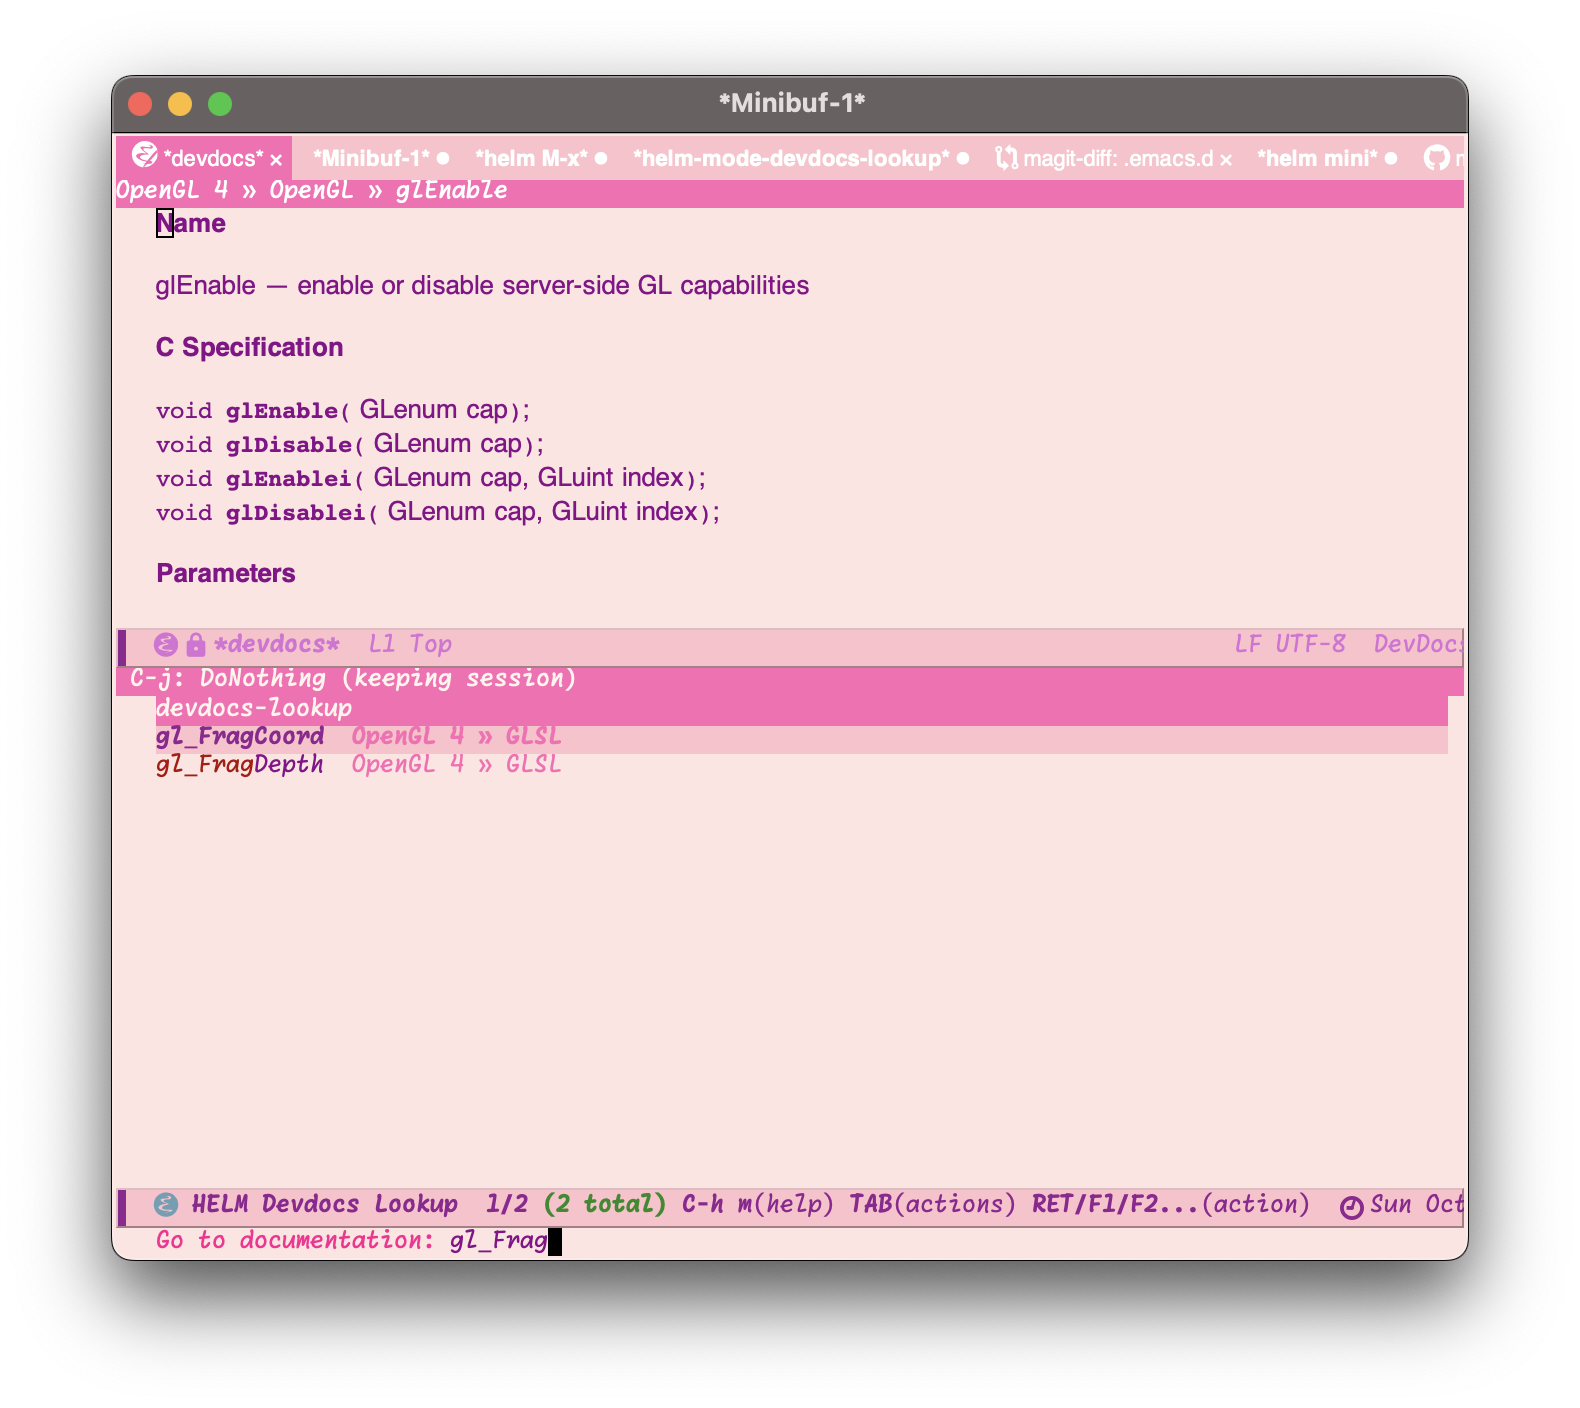 *Minibuf-1*
*devdocs* × *Minibuf-1* ● *helm M-x* ● *helm-mode-devdocs-lookup* ● magit-diff: .emacs.d × *helm mini* ●
OpenGL 4 » OpenGL » glEnable
Name
glEnable — enable or disable server-side GL capabilities
C Specification
void glEnable( GLenum cap);
void glDisable( GLenum cap);
void glEnablei( GLenum cap, GLuint index);
void glDisablei( GLenum cap, GLuint index);
Parameters
*devdocs* L1 Top LF UTF-8 DevDocs
C-j: DoNothing (keeping session)
devdocs-lookup
gl_FragCoord OpenGL 4 » GLSL
gl_FragDepth OpenGL 4 » GLSL
HELM Devdocs Lookup 1/2 (2 total) C-h m(help) TAB(actions) RET/F1/F2...(action) Sun Oct
Go to documentation: gl_Frag